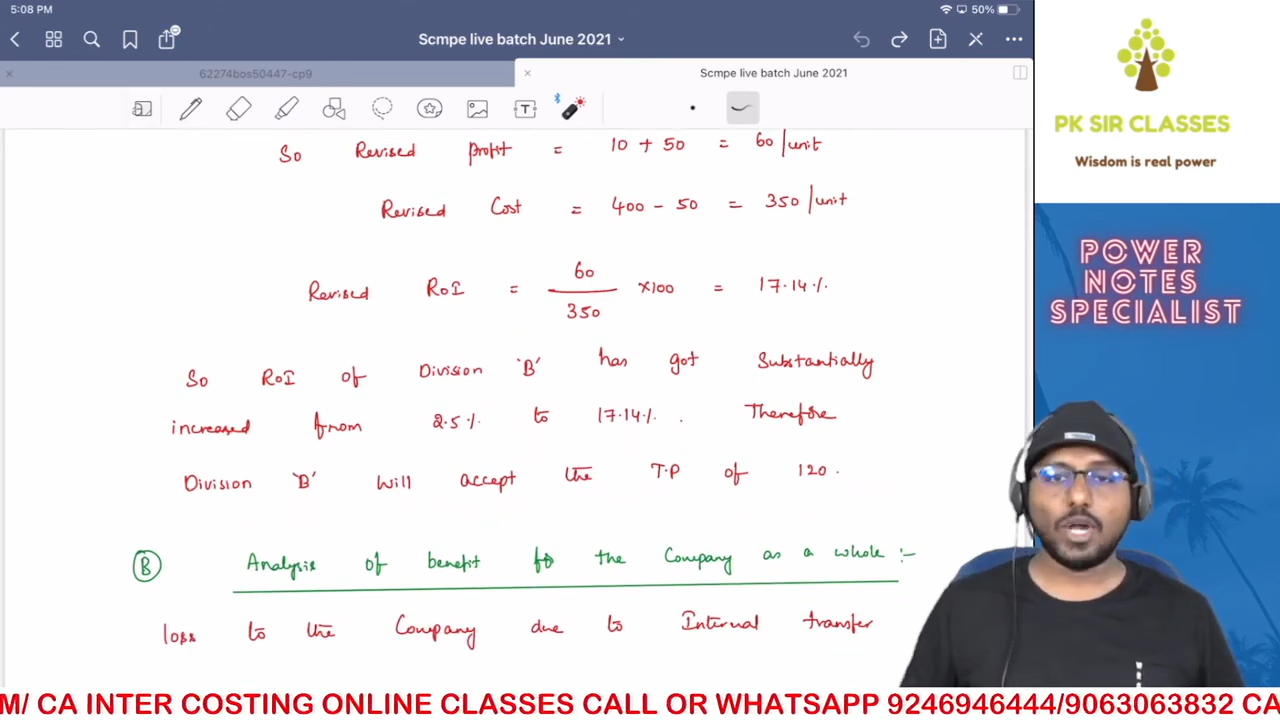 5:08 PM
50%
Scmpe live batch June 2021
62274bos50447-cp9
Scmpe live batch June 2021
So Revised profit = 10 + 50 = 60/unit
Revised Cost = 400 - 50 = 350/unit
Revised RoI = 60/350 ×100 = 17.14%
So RoI of Division 'B' has got Substantially
increased from 2.5% to 17.14%. Therefore
Division 'B' will accept the T.P of 120.
B Analysis of benefit for the Company as a whole :-
loss to the Company due to Internal transfer
PK SIR CLASSES
Wisdom is real power
POWER
NOTES
SPECIALIST
M/ CA INTER COSTING ONLINE CLASSES CALL OR WHATSAPP 9246946444/9063063832 CA